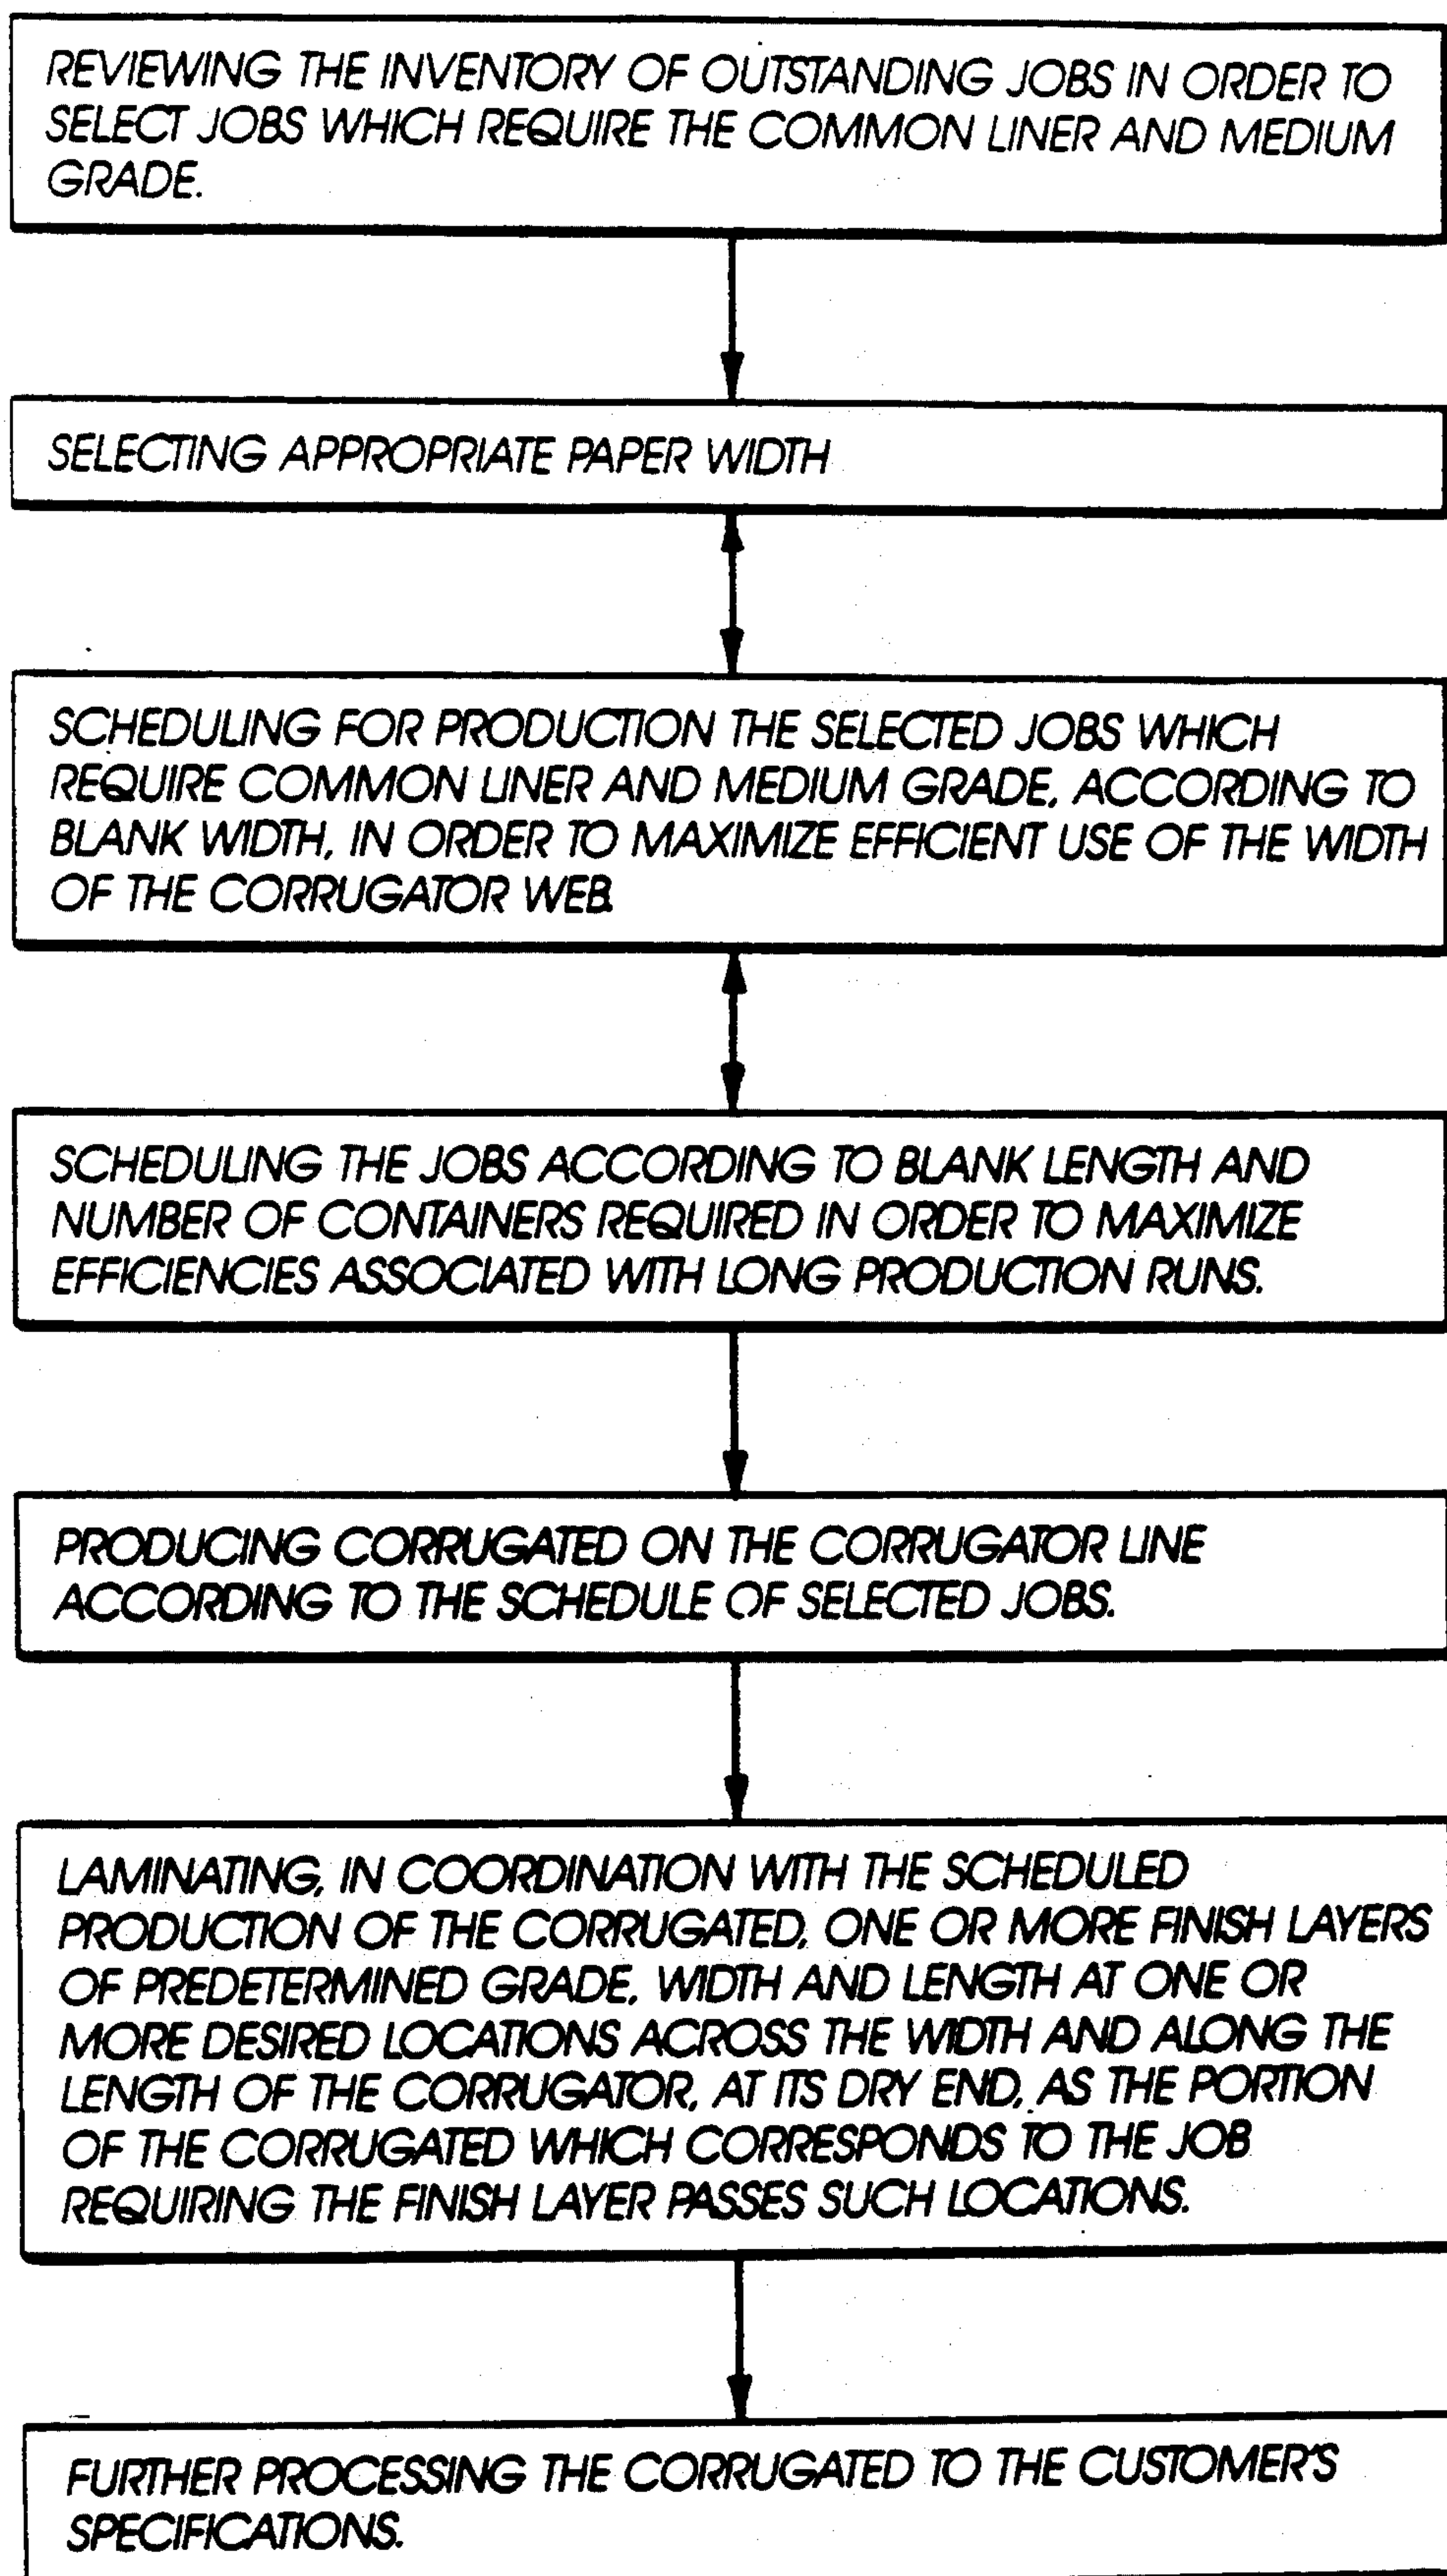 REVIEWING THE INVENTORY OF OUTSTANDING JOBS IN ORDER TO
SELECT JOBS WHICH REQUIRE THE COMMON LINER AND MEDIUM
GRADE.
SELECTING APPROPRIATE PAPER WIDTH
SCHEDULING FOR PRODUCTION THE SELECTED JOBS WHICH
REQUIRE COMMON LINER AND MEDIUM GRADE, ACCORDING TO
BLANK WIDTH, IN ORDER TO MAXIMIZE EFFICIENT USE OF THE WIDTH
OF THE CORRUGATOR WEB.
SCHEDULING THE JOBS ACCORDING TO BLANK LENGTH AND
NUMBER OF CONTAINERS REQUIRED IN ORDER TO MAXIMIZE
EFFICIENCIES ASSOCIATED WITH LONG PRODUCTION RUNS.
PRODUCING CORRUGATED ON THE CORRUGATOR LINE
ACCORDING TO THE SCHEDULE OF SELECTED JOBS.
LAMINATING, IN COORDINATION WITH THE SCHEDULED
PRODUCTION OF THE CORRUGATED, ONE OR MORE FINISH LAYERS
OF PREDETERMINED GRADE, WIDTH AND LENGTH AT ONE OR
MORE DESIRED LOCATIONS ACROSS THE WIDTH AND ALONG THE
LENGTH OF THE CORRUGATOR, AT ITS DRY END, AS THE PORTION
OF THE CORRUGATED WHICH CORRESPONDS TO THE JOB
REQUIRING THE FINISH LAYER PASSES SUCH LOCATIONS.
FURTHER PROCESSING THE CORRUGATED TO THE CUSTOMER'S
SPECIFICATIONS.